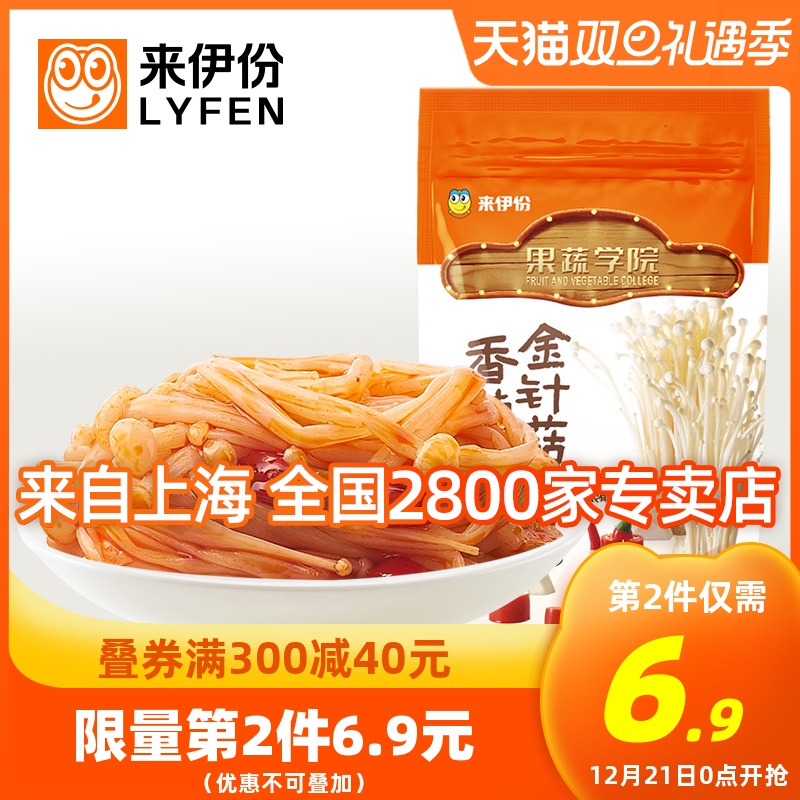 来伊份
LYFEN
天猫双旦礼遇季
来伊份
果蔬学院
FRUIT AND VEGETABLE COLLEGE
金针菇
香
来自上海 全国2800家专卖店
叠券满300减40元
限量第2件6.9元
(优惠不可叠加)
第2件仅需
6.9
12月21日0点开抢